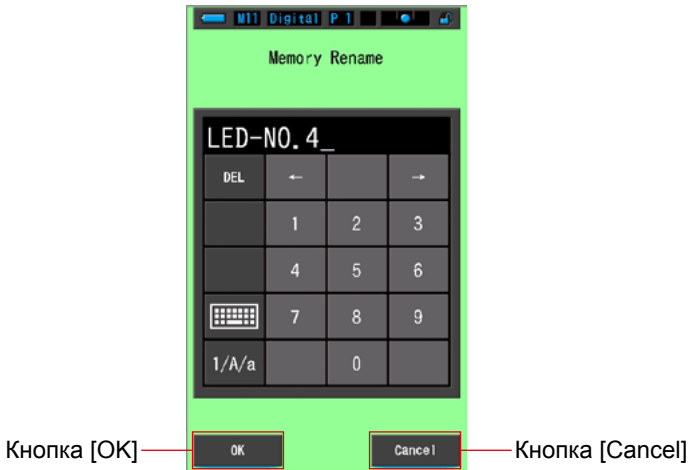 M11 Digital P 1
Memory Rename
LED-NO.4_
DEL ← →
1 2 3
4 5 6
7 8 9
1/A/a 0
Кнопка [OK] OK Cancel Кнопка [Cancel]